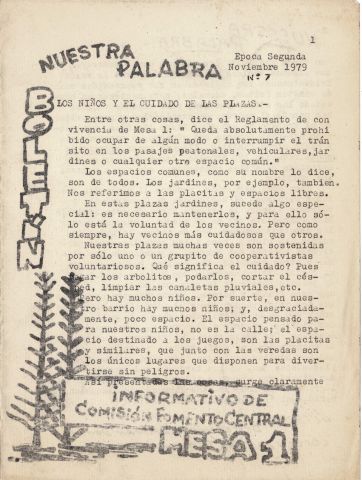 1
NUESTRA
PALABRA
Epoca Segunda
Noviembre 1979
Nº 7
BOLETIN
LOS NIÑOS Y EL CUIDADO DE LAS PLAZAS.-
Entre otras cosas, dice el Reglamento de con
vivencia de Mesa 1: " Queda absolutamente prohi
bido ocupar de algún modo o interrumpir el trán
sito en los pasajes peatonales, vehiculares, jar
dines o cualquier otro espacio común."
Los espacios comunes, como su nombre lo dice,
son de todos. Los jardines, por ejemplo, tambien.
Nos referimos a las placitas y espacios libres.
En estas plazas jardines, sucede algo espe-
cial: es necesario mantenerlos, y para ello só-
lo está la voluntad de los vecinos. Pero como
siempre, hay vecinos más cuidadosos que otros.
Nuestras plazas muchas veces son sostenidas
por sólo uno o un grupito de cooperativistas
voluntariosos. Qué significa el cuidado? Pues
los arbolitos, podarlos, cortar el cés-
ped, limpiar las canaletas pluviales,etc.
Pero hay muchos niños. Por suerte, en nues-
tro barrio hay muchos niños; y, desgraciada-
mente, poco espacio. El espacio pensado pa-
ra nuestros niños, no es la calle; el espa-
cio destinado a los juegos, son las placitas
y similares, que junto con las veredas son
los únicos lugares que disponen para diver-
tirse sin peligros.
Así presentadas las cosas, surge claramente
INFORMATIVO DE
COMISIÓN FOMENTO CENTRAL
MESA 1